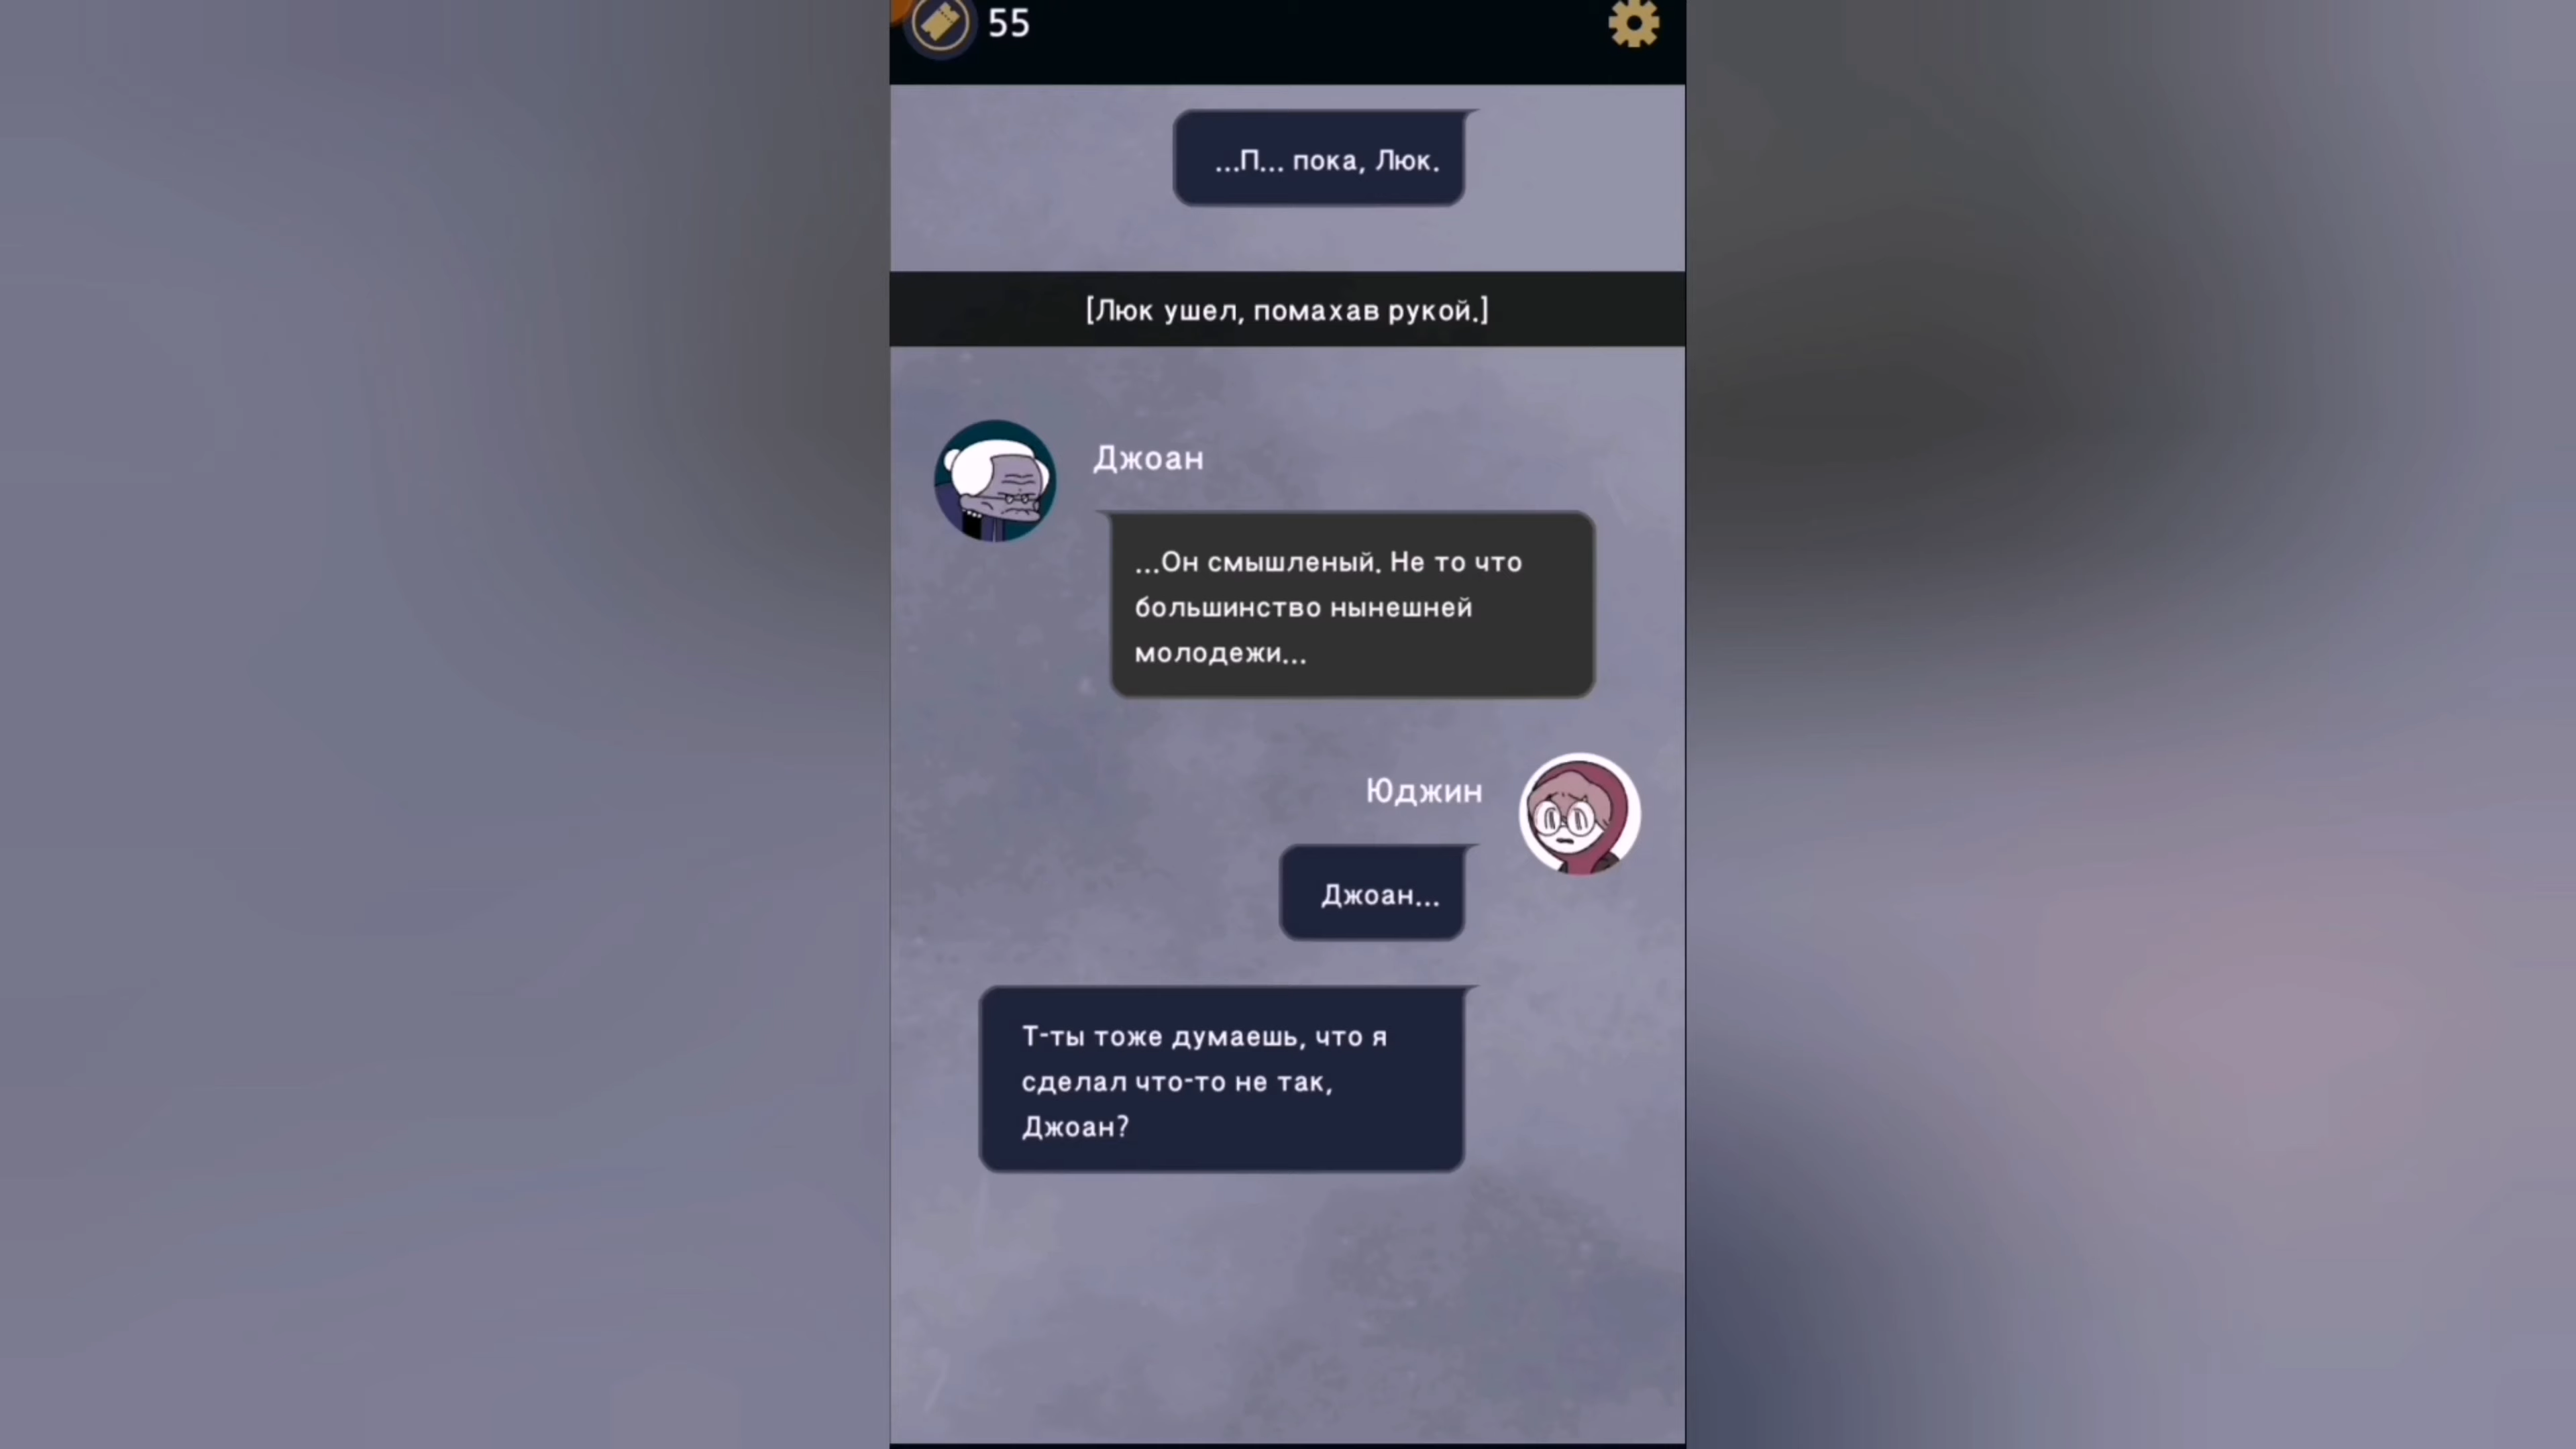 55
...П... пока, Люк.
[Люк ушел, помахав рукой.]
Джоан
...Он смышленый. Не то что
большинство нынешней
молодежи...
Юджин
Джоан...
Т-ты тоже думаешь, что я
сделал что-то не так,
Джоан?